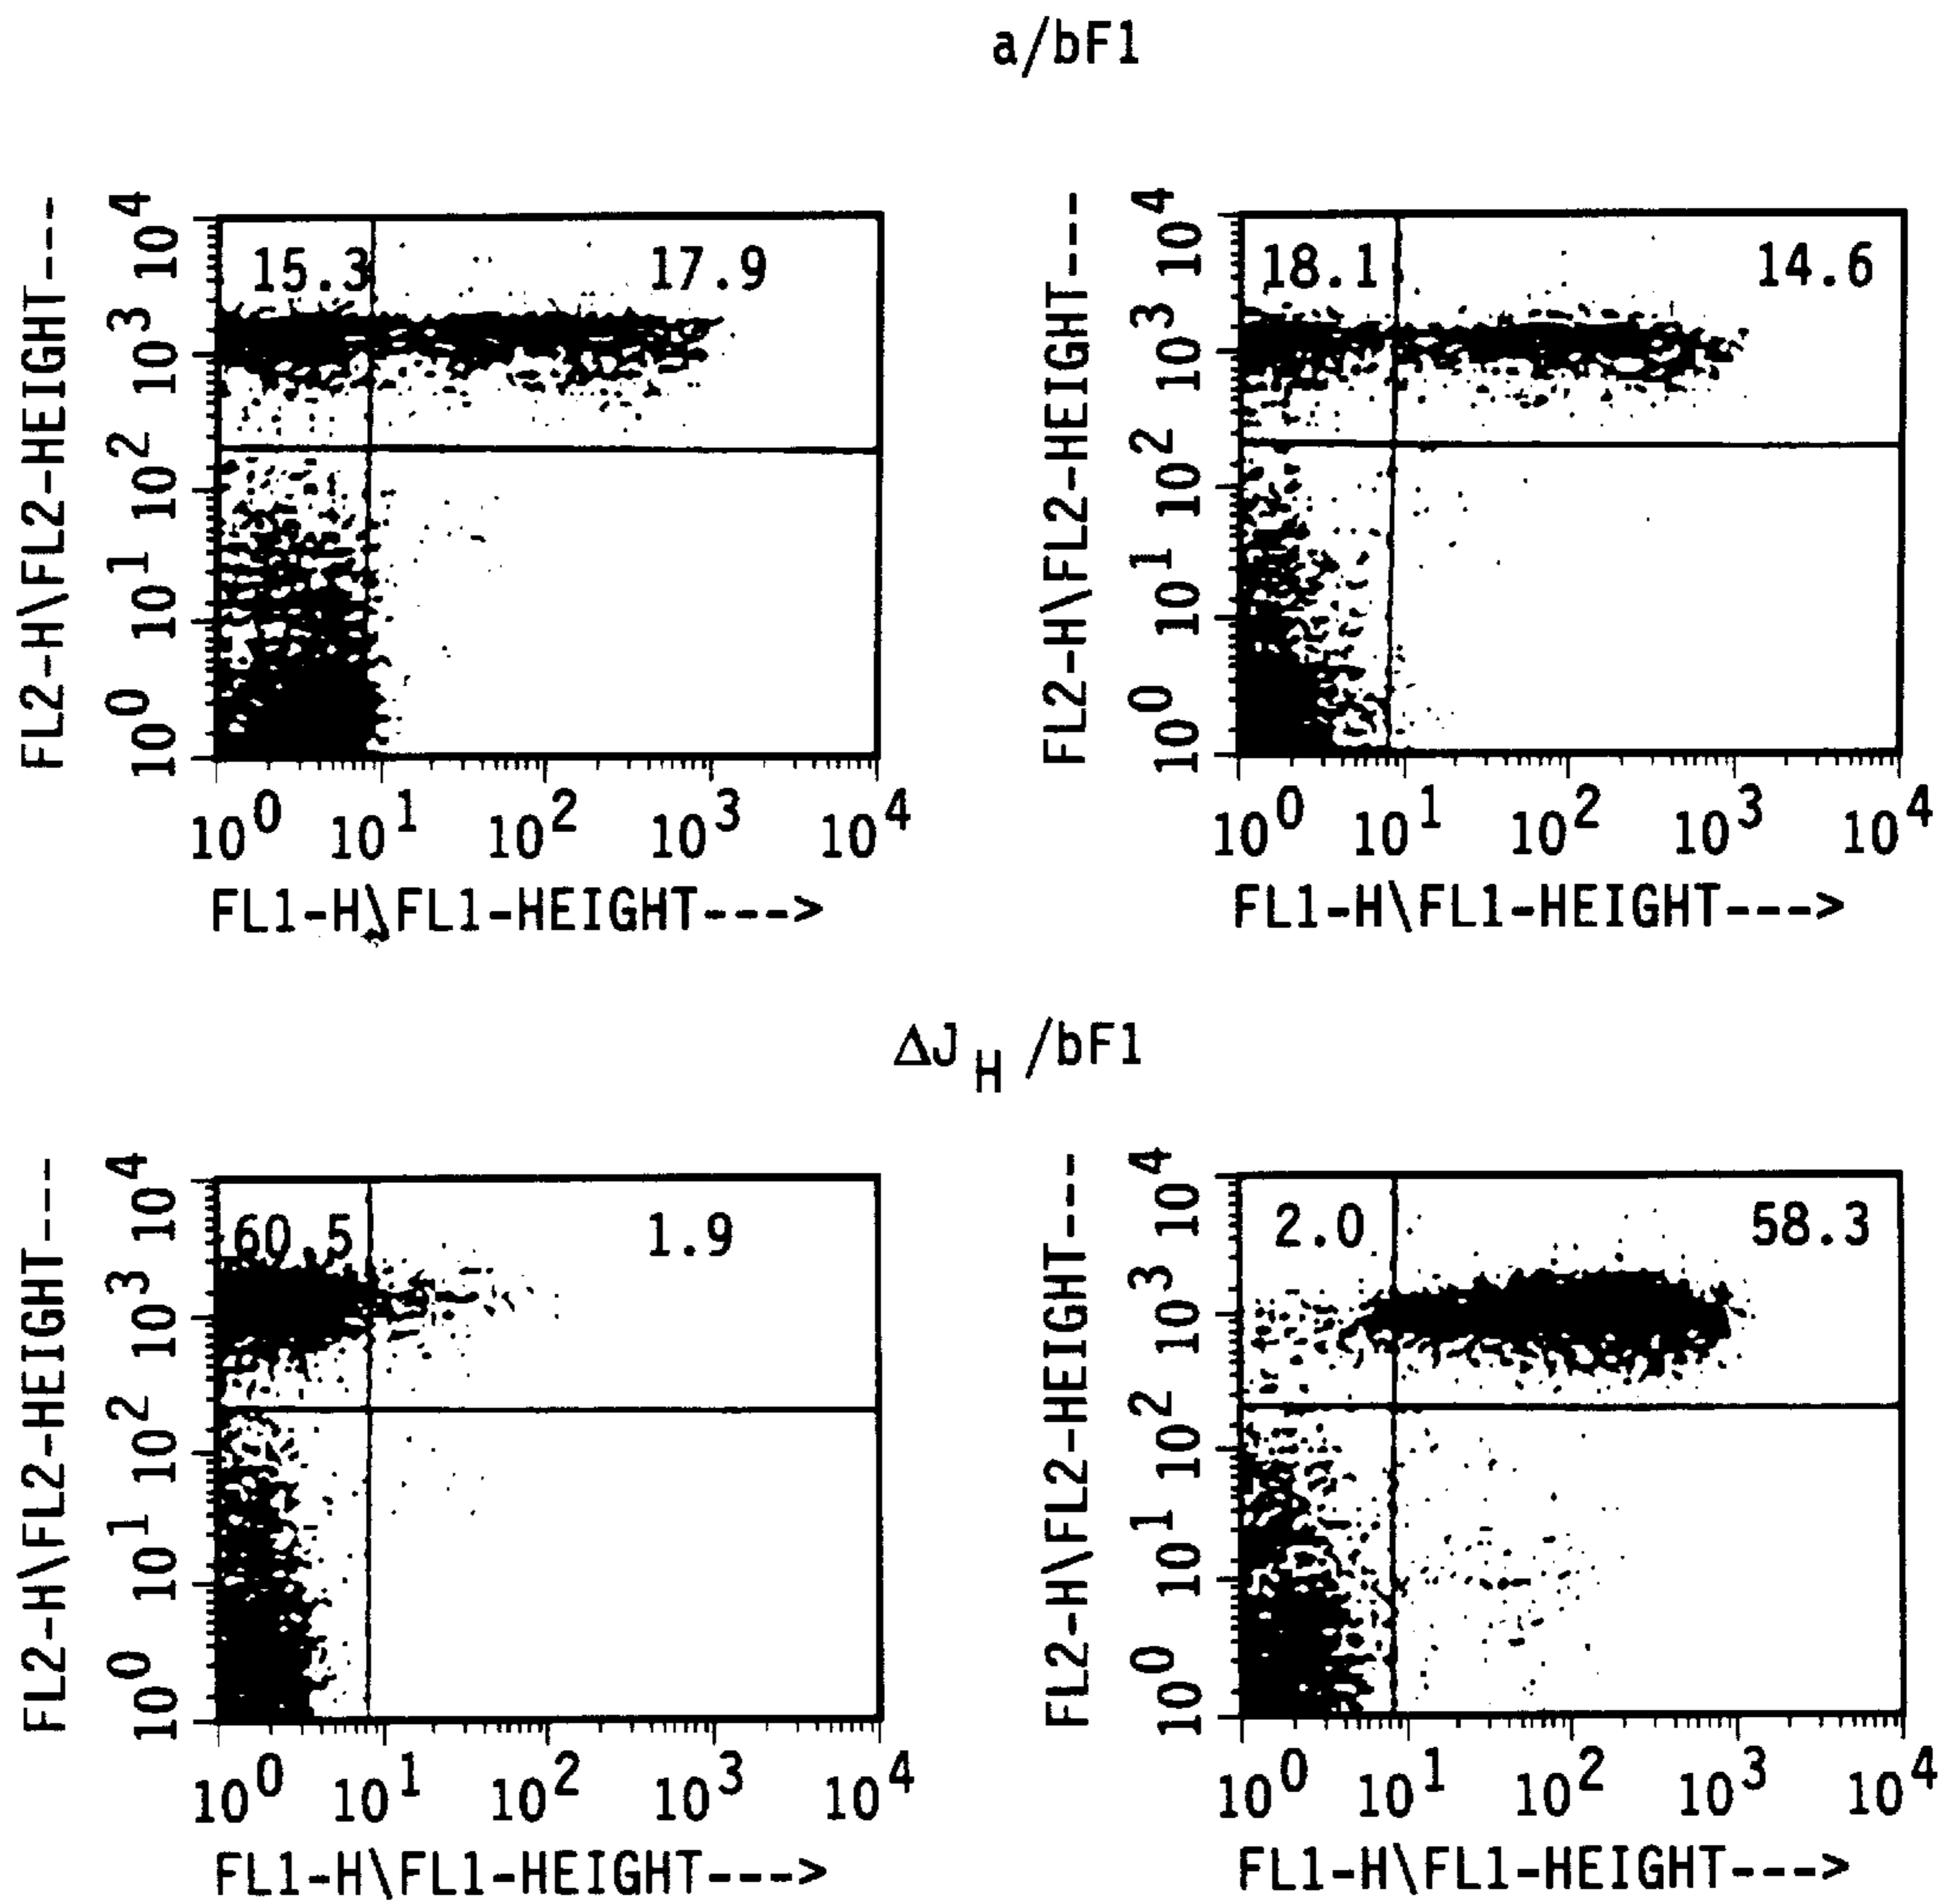 a/bF1
FL2-H\FL2-HEIGHT---
10^4
10^3
10^2
10^1
10^0
15.3 17.9
10^0 10^1 10^2 10^3 10^4
FL1-H\FL1-HEIGHT--->
FL2-H\FL2-HEIGHT---
10^4
10^3
10^2
10^1
10^0
18.1 14.6
10^0 10^1 10^2 10^3 10^4
FL1-H\FL1-HEIGHT--->
ΔJ_H /bF1
FL2-H\FL2-HEIGHT---
10^4
10^3
10^2
10^1
10^0
60.5 1.9
10^0 10^1 10^2 10^3 10^4
FL1-H\FL1-HEIGHT--->
FL2-H\FL2-HEIGHT---
10^4
10^3
10^2
10^1
10^0
2.0 58.3
10^0 10^1 10^2 10^3 10^4
FL1-H\FL1-HEIGHT--->